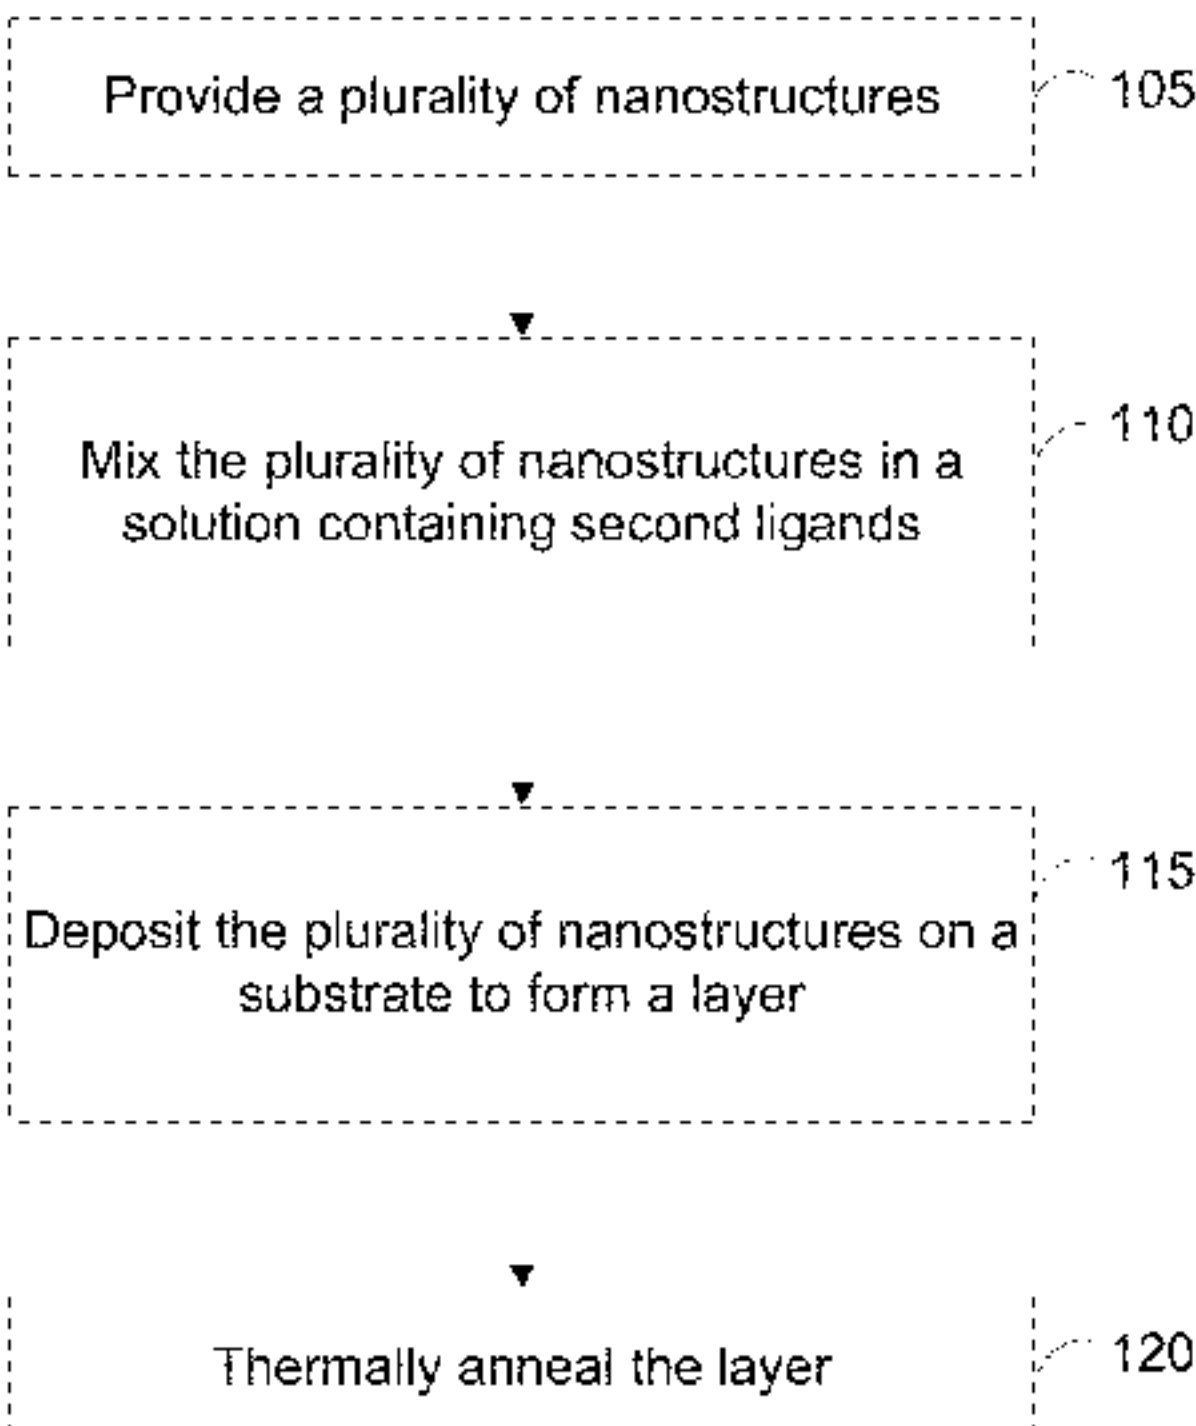 Provide a plurality of nanostructures
105
Mix the plurality of nanostructures in a
solution containing second ligands
110
Deposit the plurality of nanostructures on a
substrate to form a layer
115
Thermally anneal the layer
120